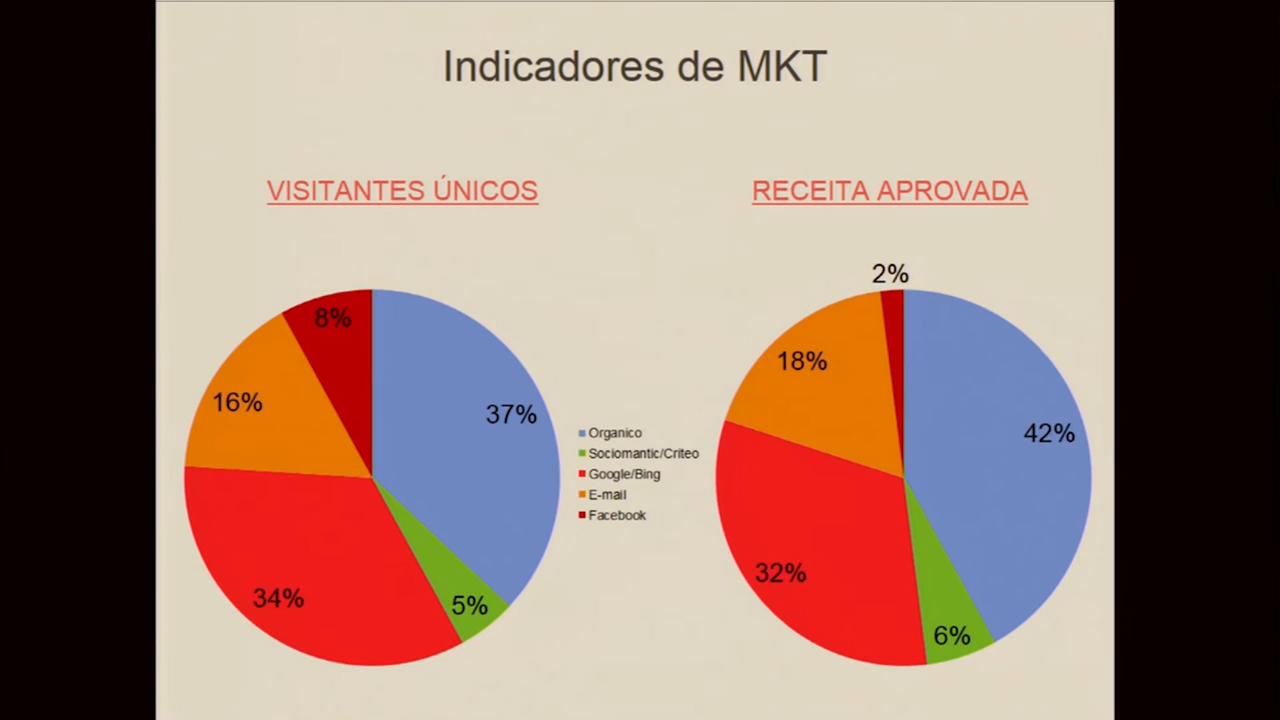 Indicadores de MKT
VISITANTES ÚNICOS
RECEITA APROVADA
8%
16%
37%
34%
5%
Organico
Sociomantic/Criteo
Google/Bing
E-mail
Facebook
2%
18%
42%
32%
6%